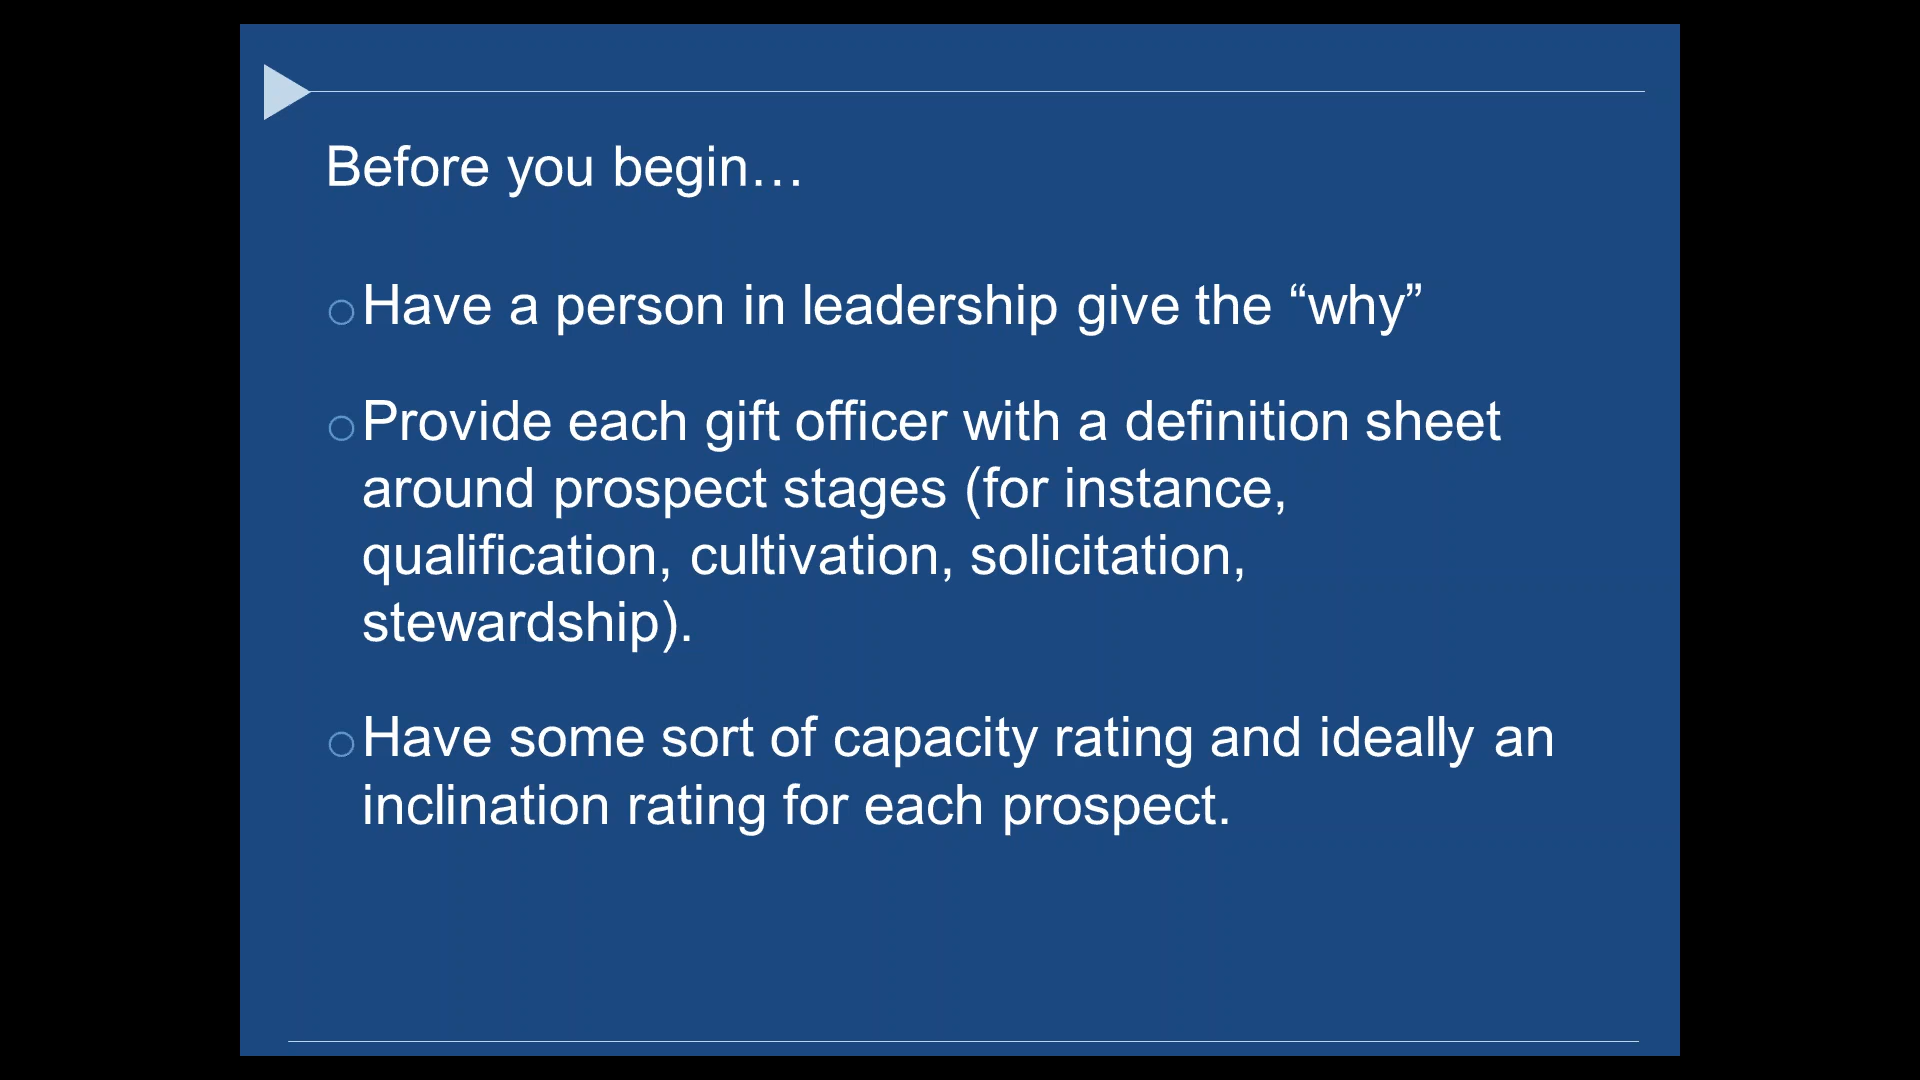 Before you begin…
Have a person in leadership give the “why”
Provide each gift officer with a definition sheet
around prospect stages (for instance,
qualification, cultivation, solicitation,
stewardship).
Have some sort of capacity rating and ideally an
inclination rating for each prospect.